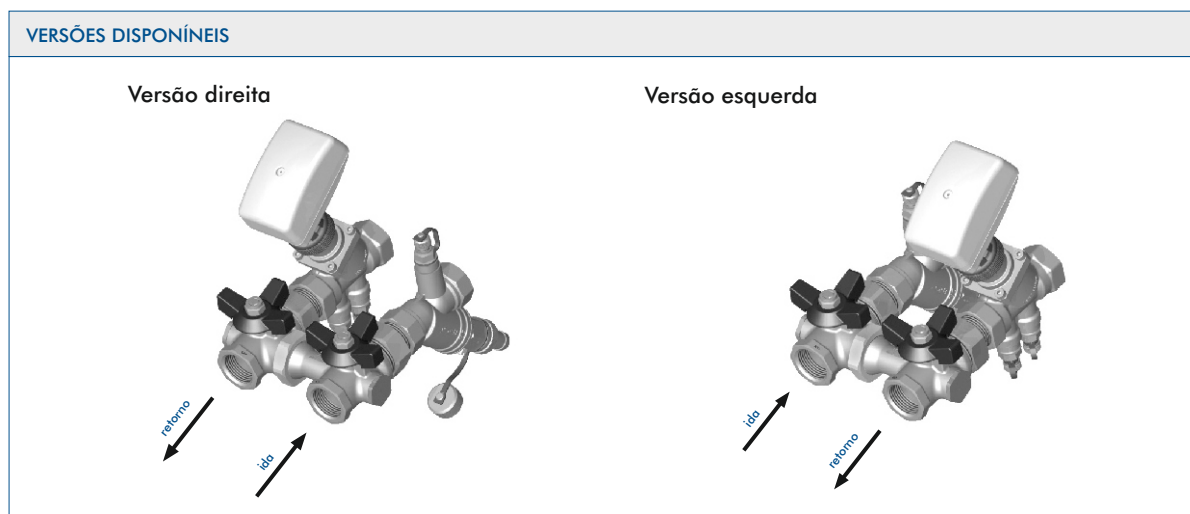 VERSÕES DISPONÍNEIS
Versão direita
Versão esquerda
retorno
ida
ida
retorno